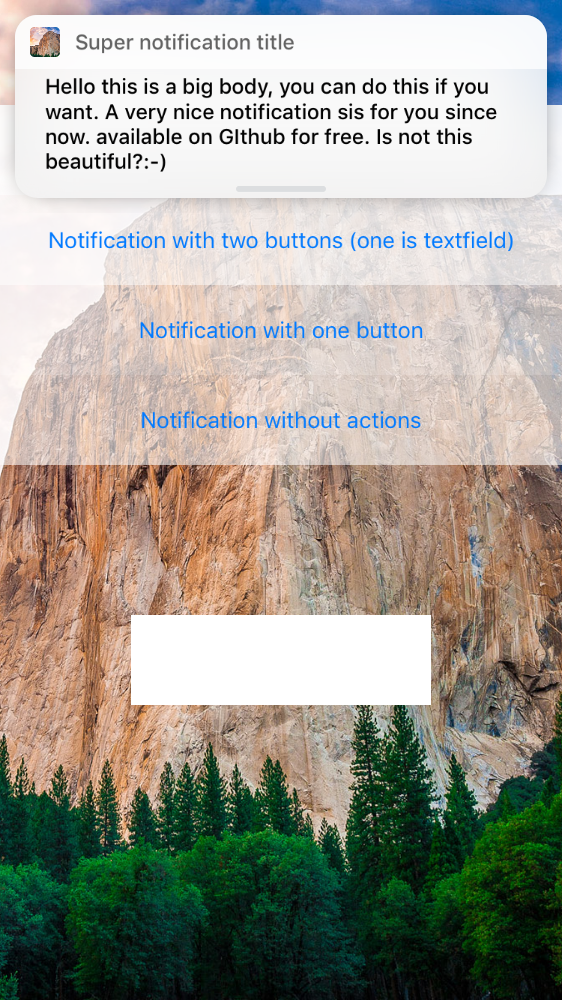 Super notification title
Hello this is a big body, you can do this if you
want. A very nice notification sis for you since
now. available on GIthub for free. Is not this
beautiful?:-)
Notification with two buttons (one is textfield)
Notification with one button
Notification without actions